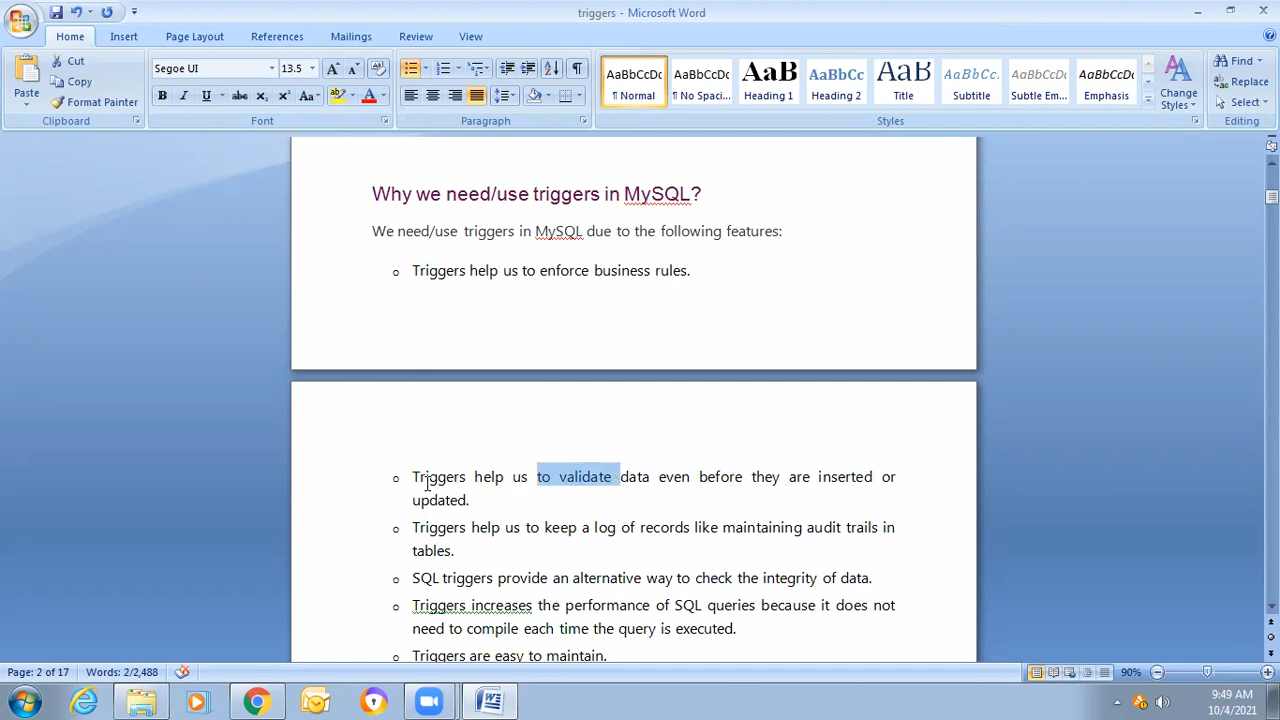 triggers - Microsoft Word
Home Insert Page Layout References Mailings Review View
Paste
Cut
Copy
Format Painter
Clipboard
Segoe UI 13.5
B I U abc X₂ X² Aa
Font
Paragraph
AaBbCcDc AaBbCcDc AaB AaBbCc AaB AaBbCc. AaBbCcDc AaBbCcDc
¶ Normal ¶ No Spaci... Heading 1 Heading 2 Title Subtitle Subtle Em... Emphasis
Styles
Change
Styles
Find
Replace
Select
Editing
Why we need/use triggers in MySQL?
We need/use triggers in MySQL due to the following features:
o Triggers help us to enforce business rules.
o Triggers help us to validate data even before they are inserted or
updated.
o Triggers help us to keep a log of records like maintaining audit trails in
tables.
o SQL triggers provide an alternative way to check the integrity of data.
o Triggers increases the performance of SQL queries because it does not
need to compile each time the query is executed.
o Triggers are easy to maintain.
Page: 2 of 17 Words: 2/2,488 90%
9:49 AM
10/4/2021